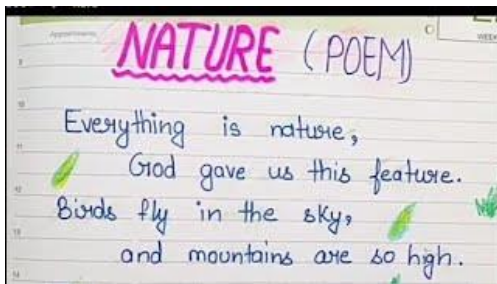 NATURE (POEM)
Everything is nature,
God gave us this feature.
Birds fly in the sky,
and mountains are so high.